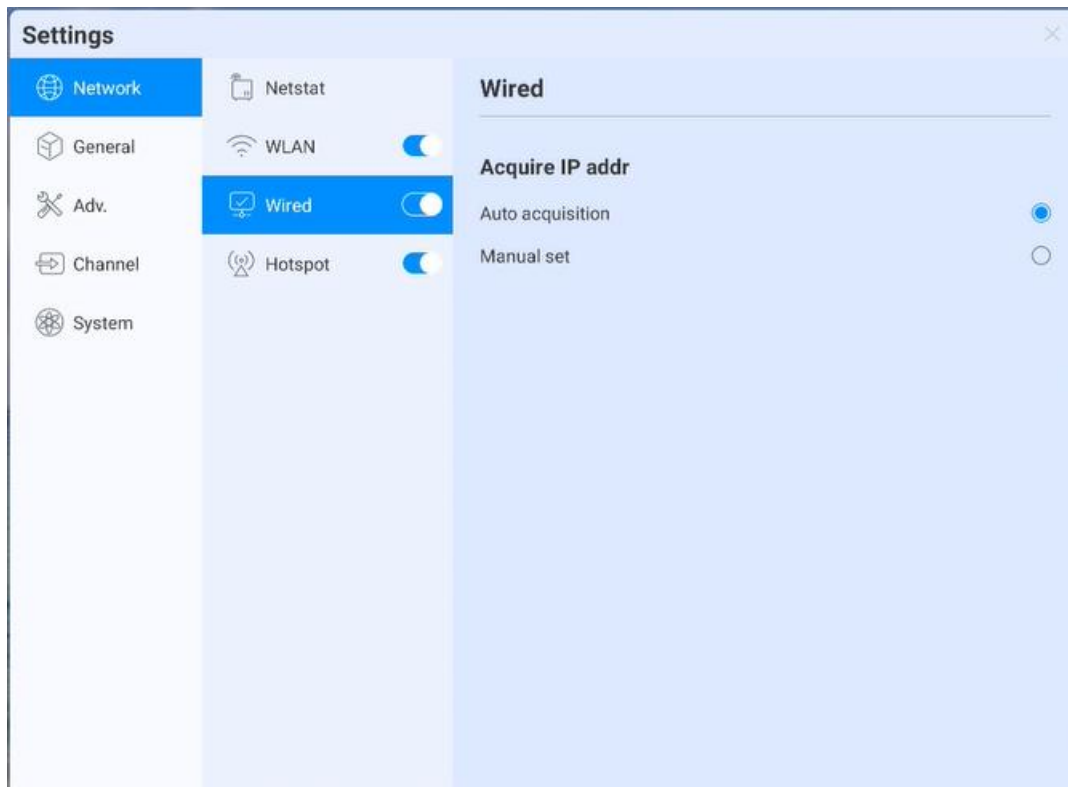 Settings
Network
General
Adv.
Channel
System
Netstat
WLAN
Wired
Hotspot
Wired
Acquire IP addr
Auto acquisition
Manual set